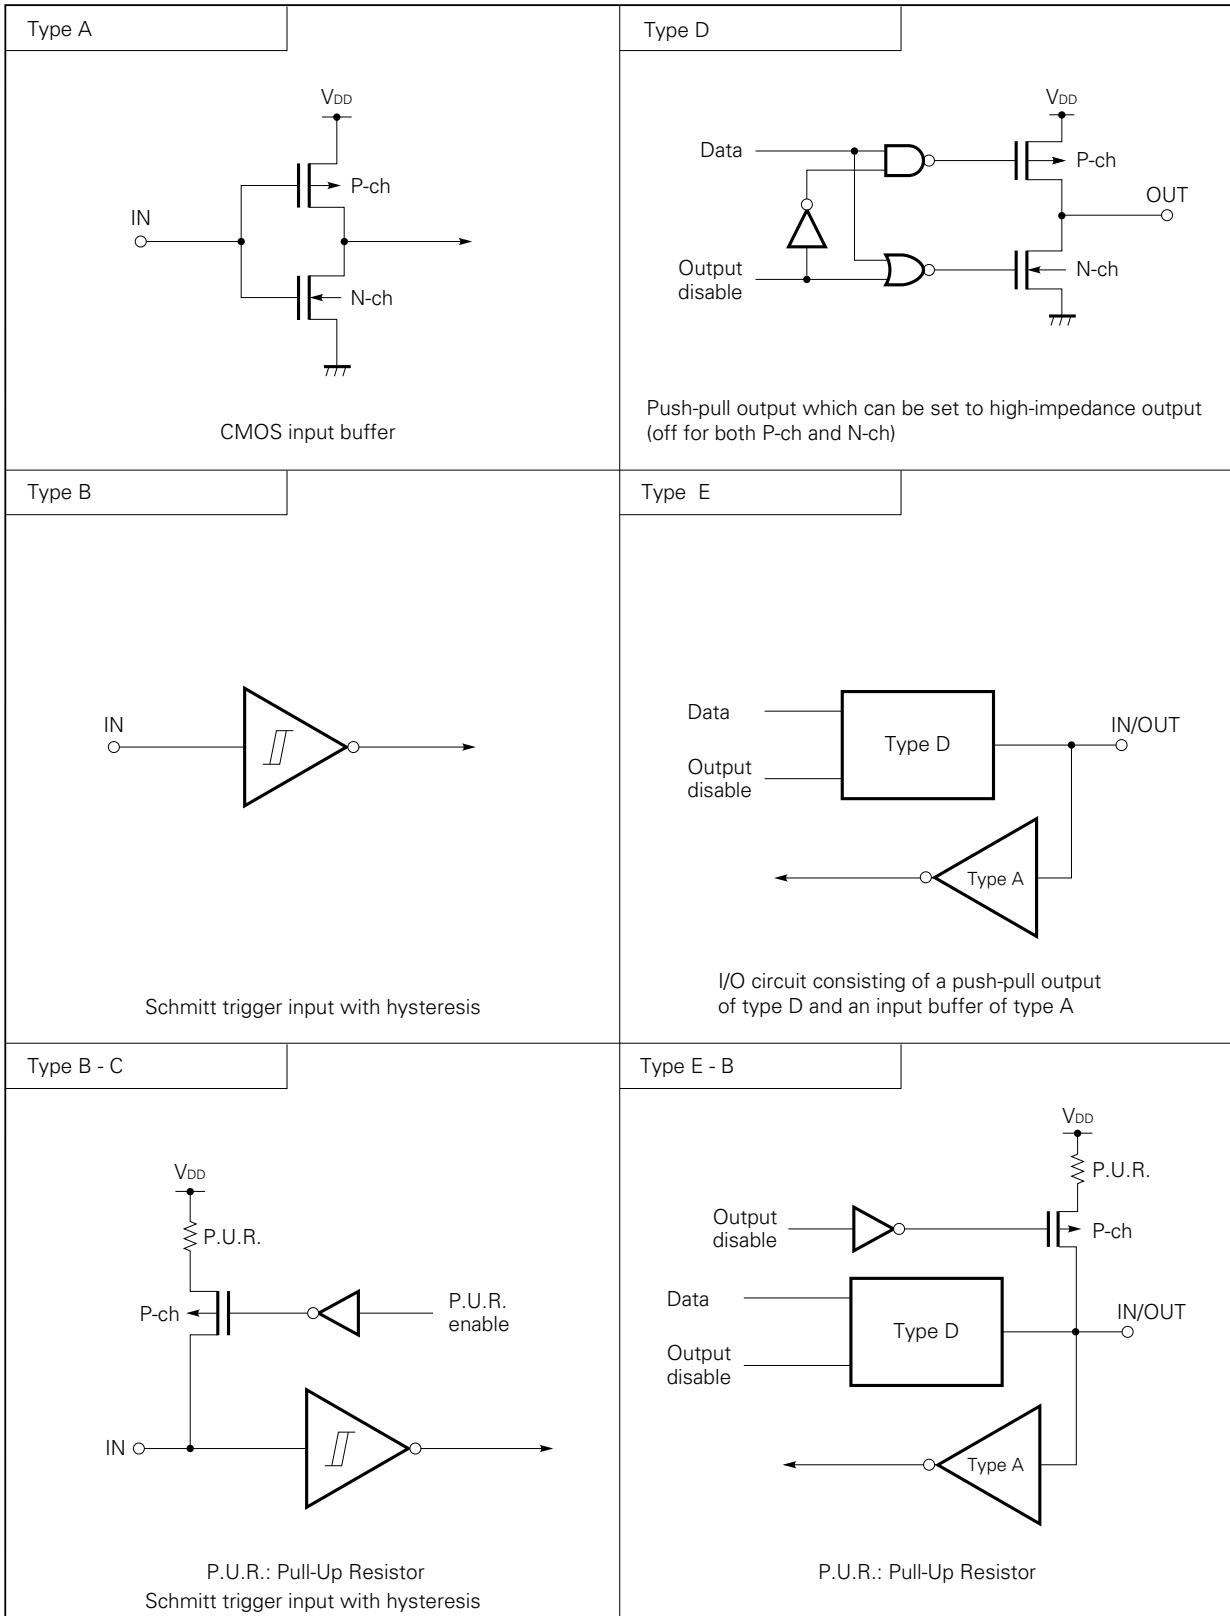 Type A
VDD
P-ch
IN
N-ch
CMOS input buffer
Type D
VDD
Data
P-ch
OUT
Output
disable
N-ch
Push-pull output which can be set to high-impedance output
(off for both P-ch and N-ch)
Type B
IN
Schmitt trigger input with hysteresis
Type E
Data
Type D
IN/OUT
Output
disable
Type A
I/O circuit consisting of a push-pull output
of type D and an input buffer of type A
Type B - C
VDD
P.U.R.
P-ch
P.U.R.
enable
IN
P.U.R.: Pull-Up Resistor
Schmitt trigger input with hysteresis
Type E - B
VDD
P.U.R.
Output
disable
P-ch
Data
Type D
IN/OUT
Output
disable
Type A
P.U.R.: Pull-Up Resistor